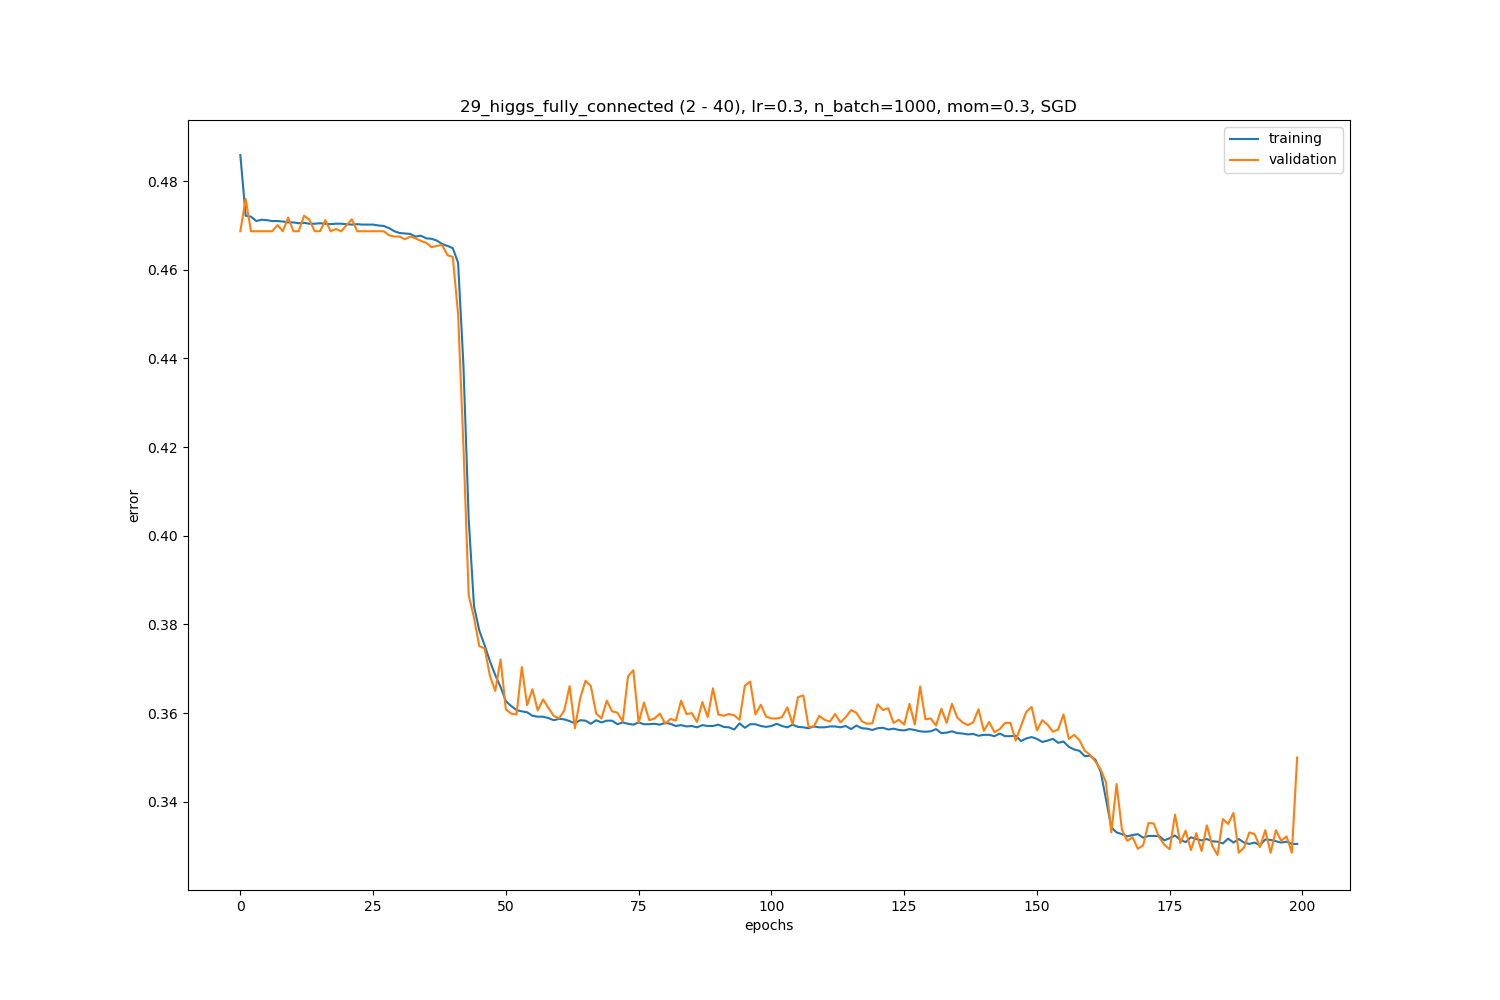 29_higgs_fully_connected (2 - 40), lr=0.3, n_batch=1000, mom=0.3, SGD
training
validation
0.48
0.46
0.44
0.42
0.40
0.38
0.36
0.34
error
0 25 50 75 100 125 150 175 200
epochs